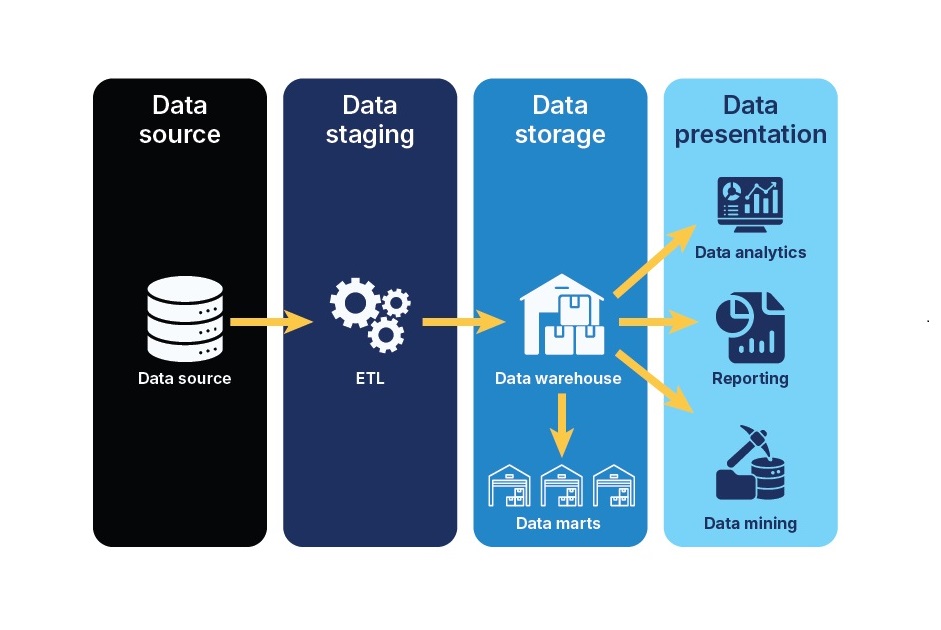 Data
source
Data
staging
Data
storage
Data
presentation
Data analytics
Data source
ETL
Data warehouse
Reporting
Data marts
Data mining